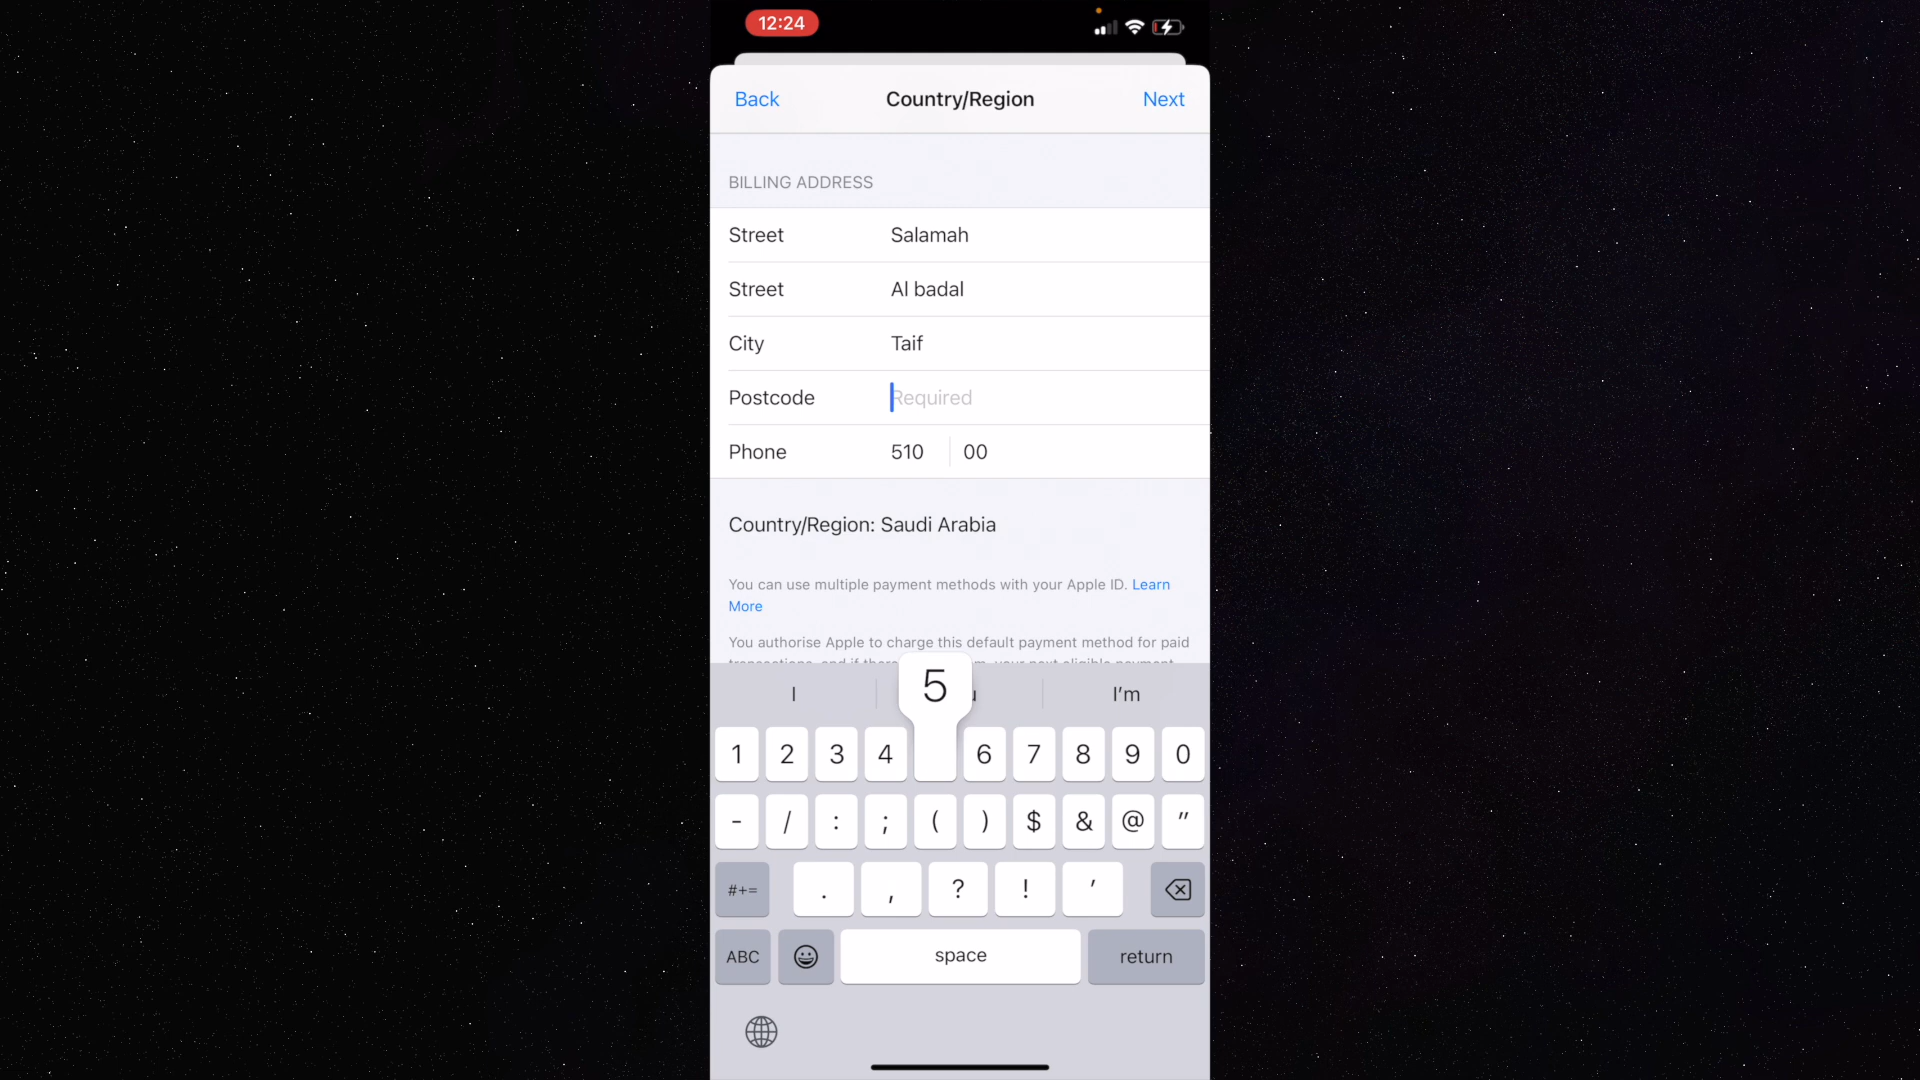 12:24
Back Country/Region Next
BILLING ADDRESS
Street Salamah
Street Al badal
City Taif
Postcode Required
Phone 510 00
Country/Region: Saudi Arabia
You can use multiple payment methods with your Apple ID. Learn
More
You authorise Apple to charge this default payment method for paid
I 5 I'm
1 2 3 4 6 7 8 9 0
- / : ; ( ) $ & @ "
#+= . , ? ! '
ABC space return